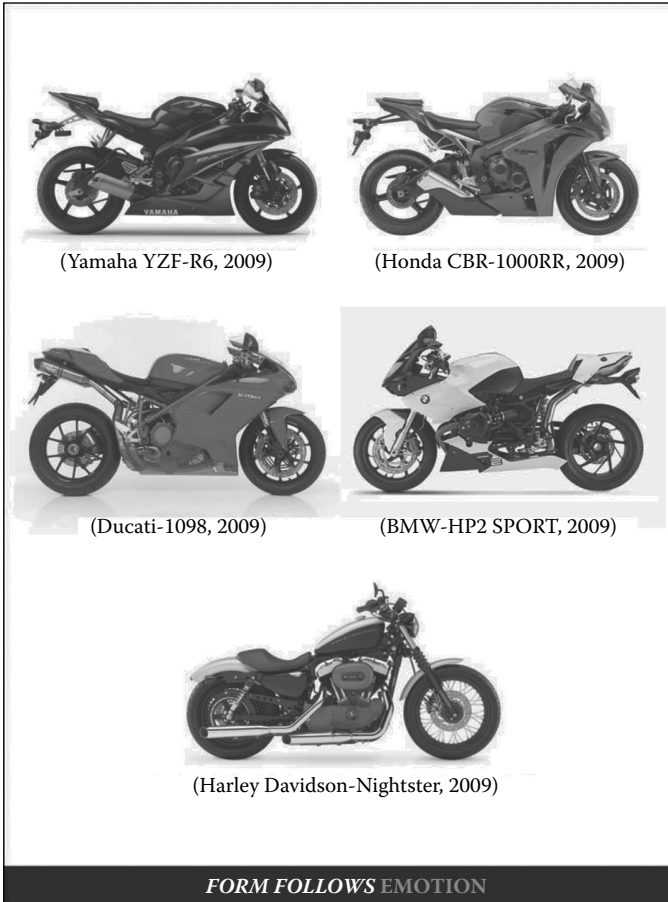 YAMAHA
(Yamaha YZF-R6, 2009)
(Honda CBR-1000RR, 2009)
(Ducati-1098, 2009)
(BMW-HP2 SPORT, 2009)
(Harley Davidson-Nightster, 2009)
FORM FOLLOWS EMOTION